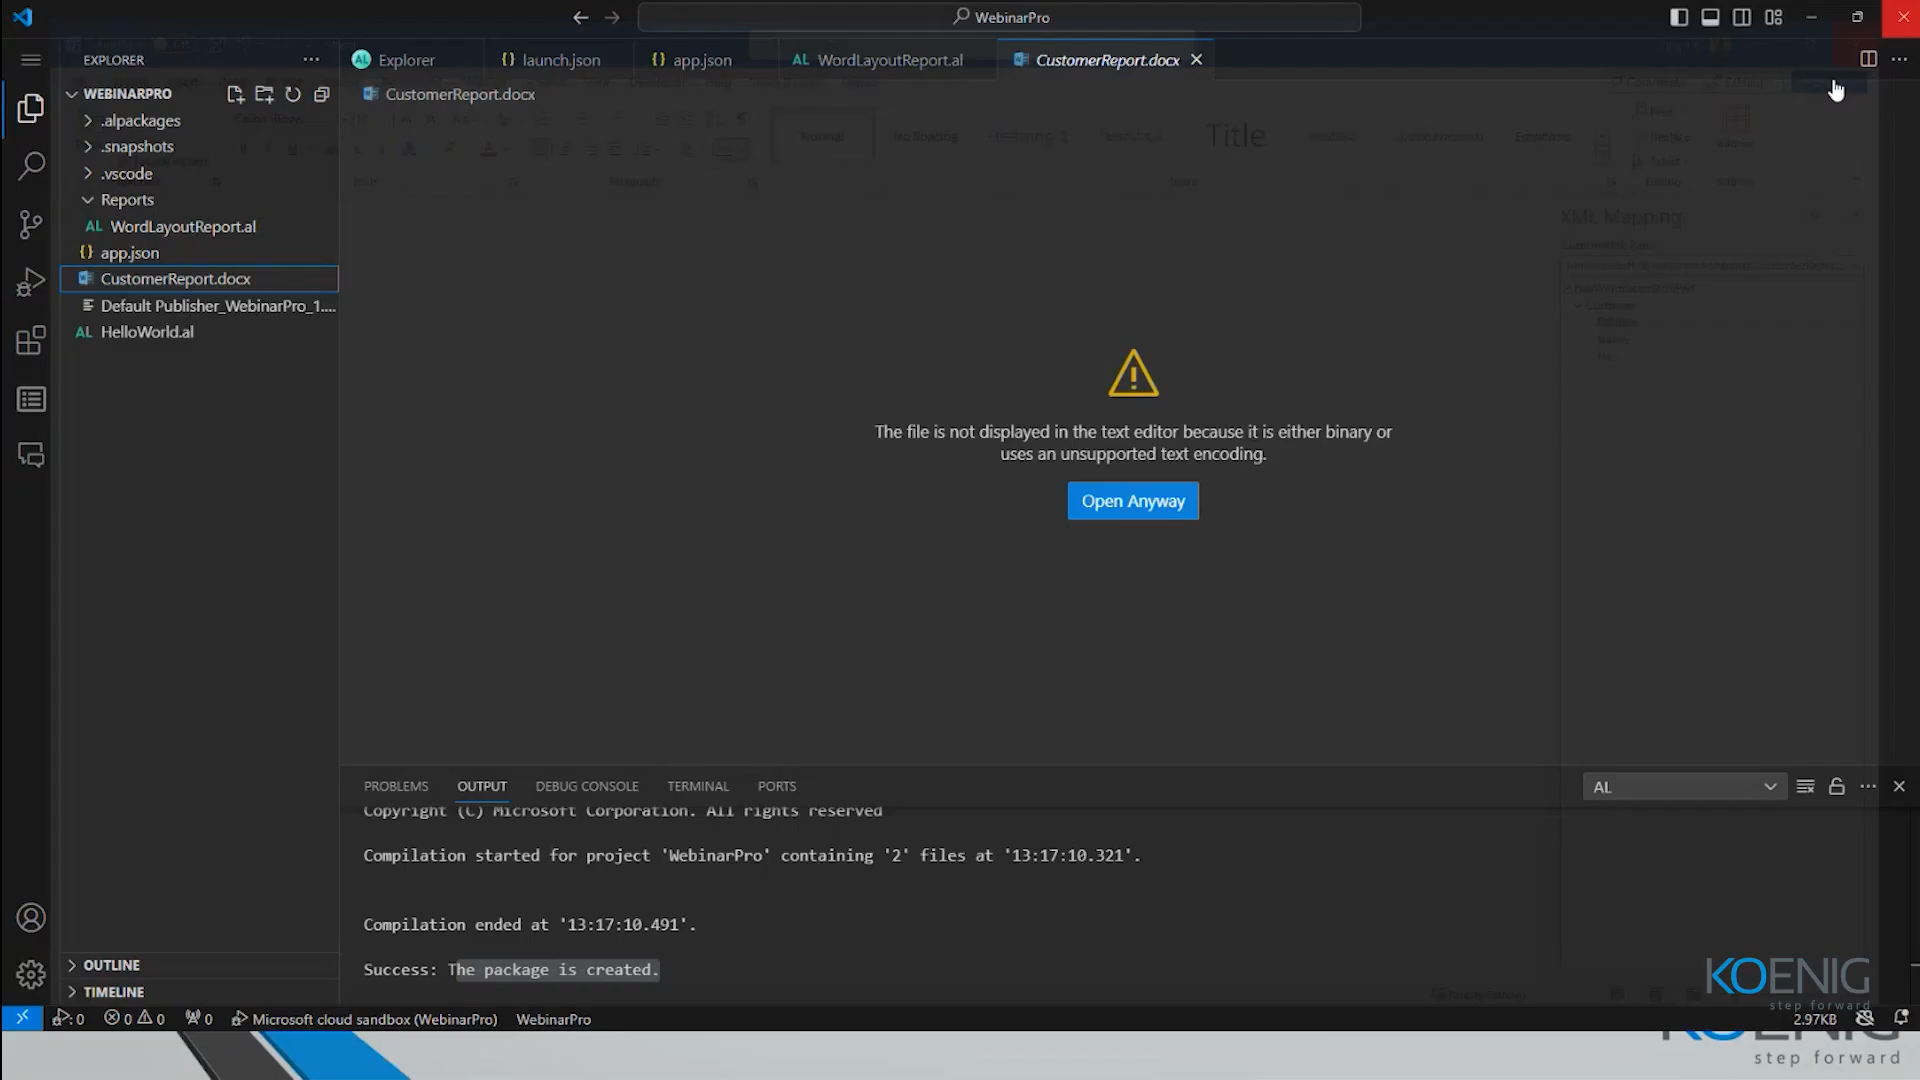 WebinarPro
EXPLORER
Explorer
launch.json
app.json
WordLayoutReport.al
CustomerReport.docx
WEBINARPRO
CustomerReport.docx
.alpackages
.snapshots
.vscode
Reports
AL WordLayoutReport.al
{} app.json
CustomerReport.docx
Default Publisher_WebinarPro_1....
AL HelloWorld.al
Normal
No Spacing
Title
XML Mapping
The file is not displayed in the text editor because it is either binary or
uses an unsupported text encoding.
Open Anyway
PROBLEMS OUTPUT DEBUG CONSOLE TERMINAL PORTS
AL
Copyright (C) Microsoft Corporation. All rights reserved
Compilation started for project 'WebinarPro' containing '2' files at '13:17:10.321'.
Compilation ended at '13:17:10.491'.
Success: The package is created.
OUTLINE
TIMELINE
KOENIG
step forward
0 0 0 0 Microsoft cloud sandbox (WebinarPro) WebinarPro 2.97KB
step forward